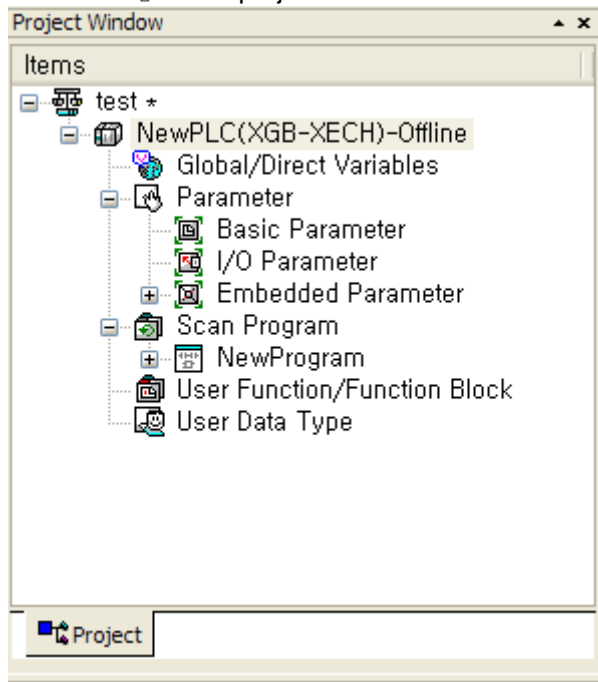 Project Window
Items
test *
NewPLC(XGB-XECH)-Offline
Global/Direct Variables
Parameter
Basic Parameter
I/O Parameter
Embedded Parameter
Scan Program
NewProgram
User Function/Function Block
User Data Type
Project